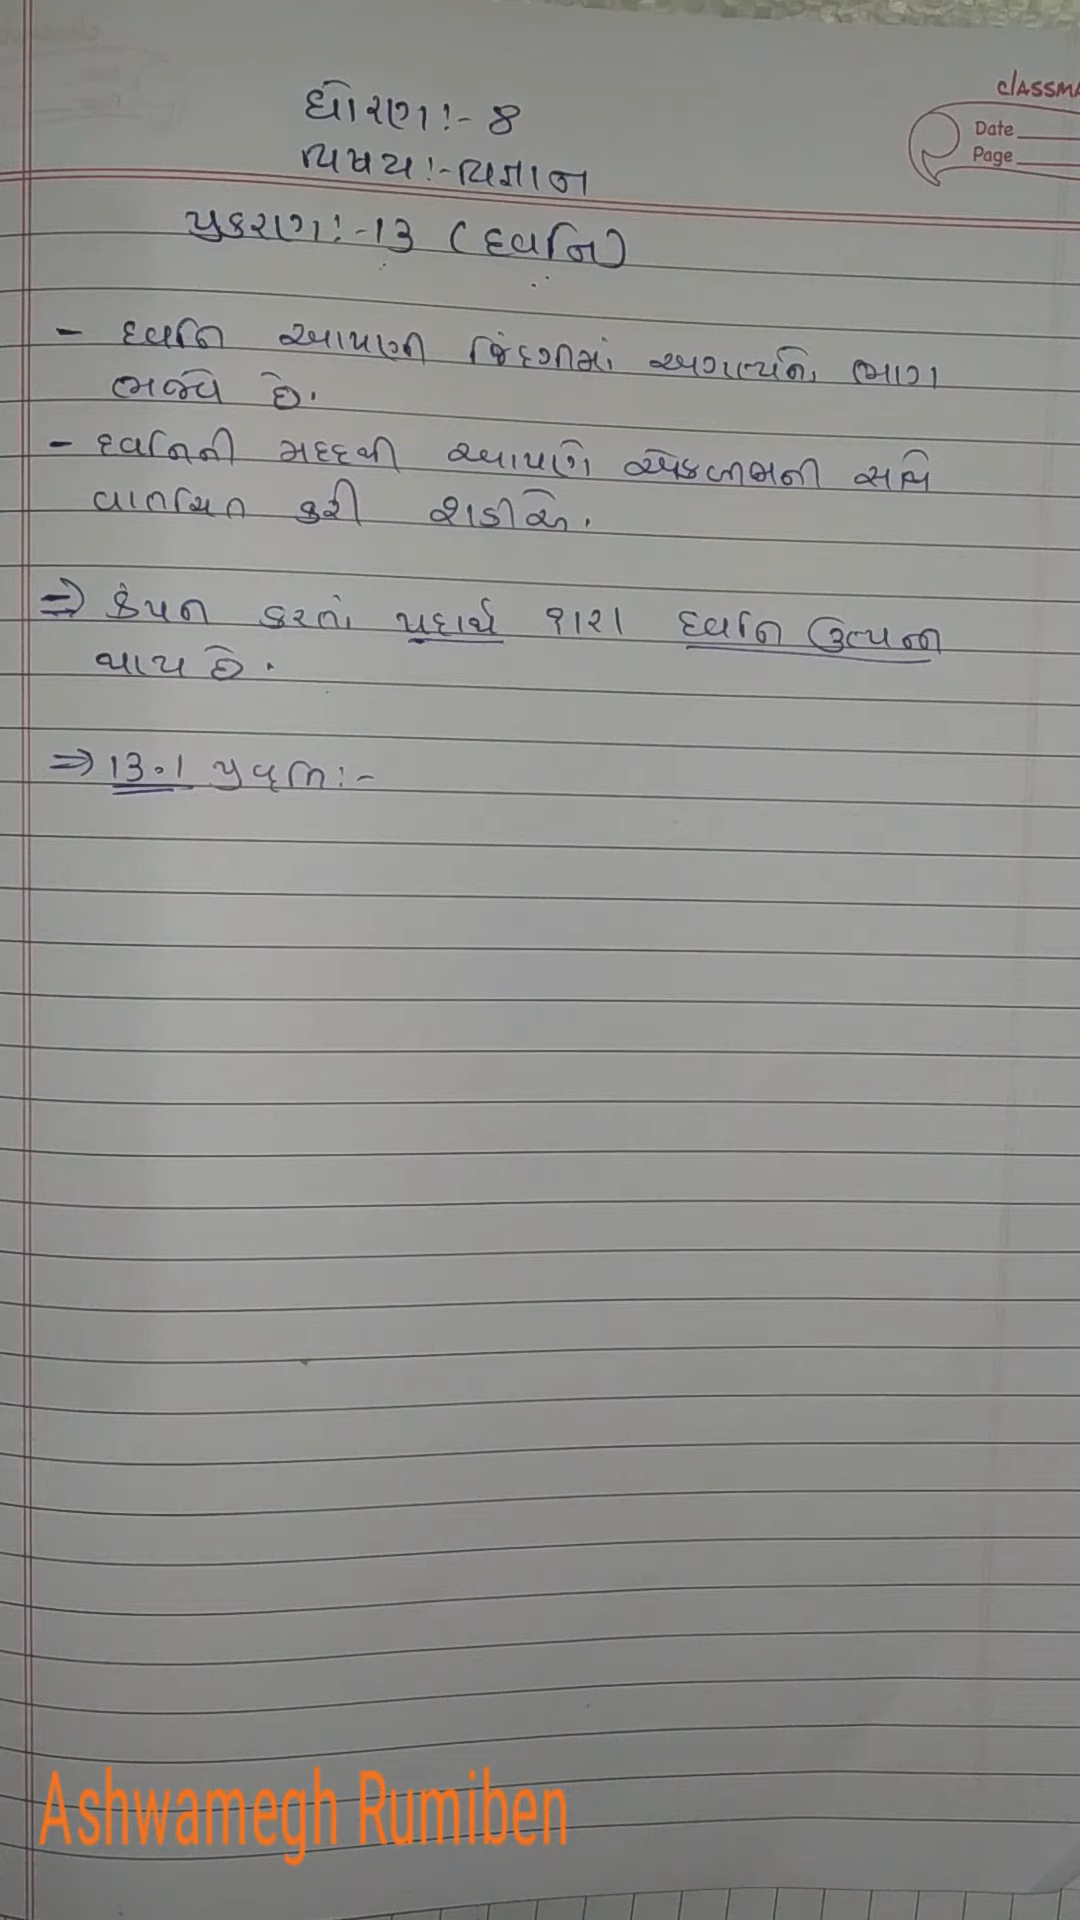 classma
Date
Page
ધોરણ:- 8
વિષય:- વિજ્ઞાન
પ્રકરણ:- 13 (ધ્વનિ)
- ધ્વનિ આપણી જિંદગીમાં અગત્યનો ભાગ
ભજવે છે.
- ધ્વનિની મદદથી આપણે એકબીજાની સાથે
વાતચિત કરી શકીએ.
⇒ કંપન કરતાં પદાર્થ દ્વારા ધ્વનિ ઉત્પન્ન
થાય છે.
⇒ 13.1 પ્રવૃત્તિ:-
Ashwamegh Rumiben